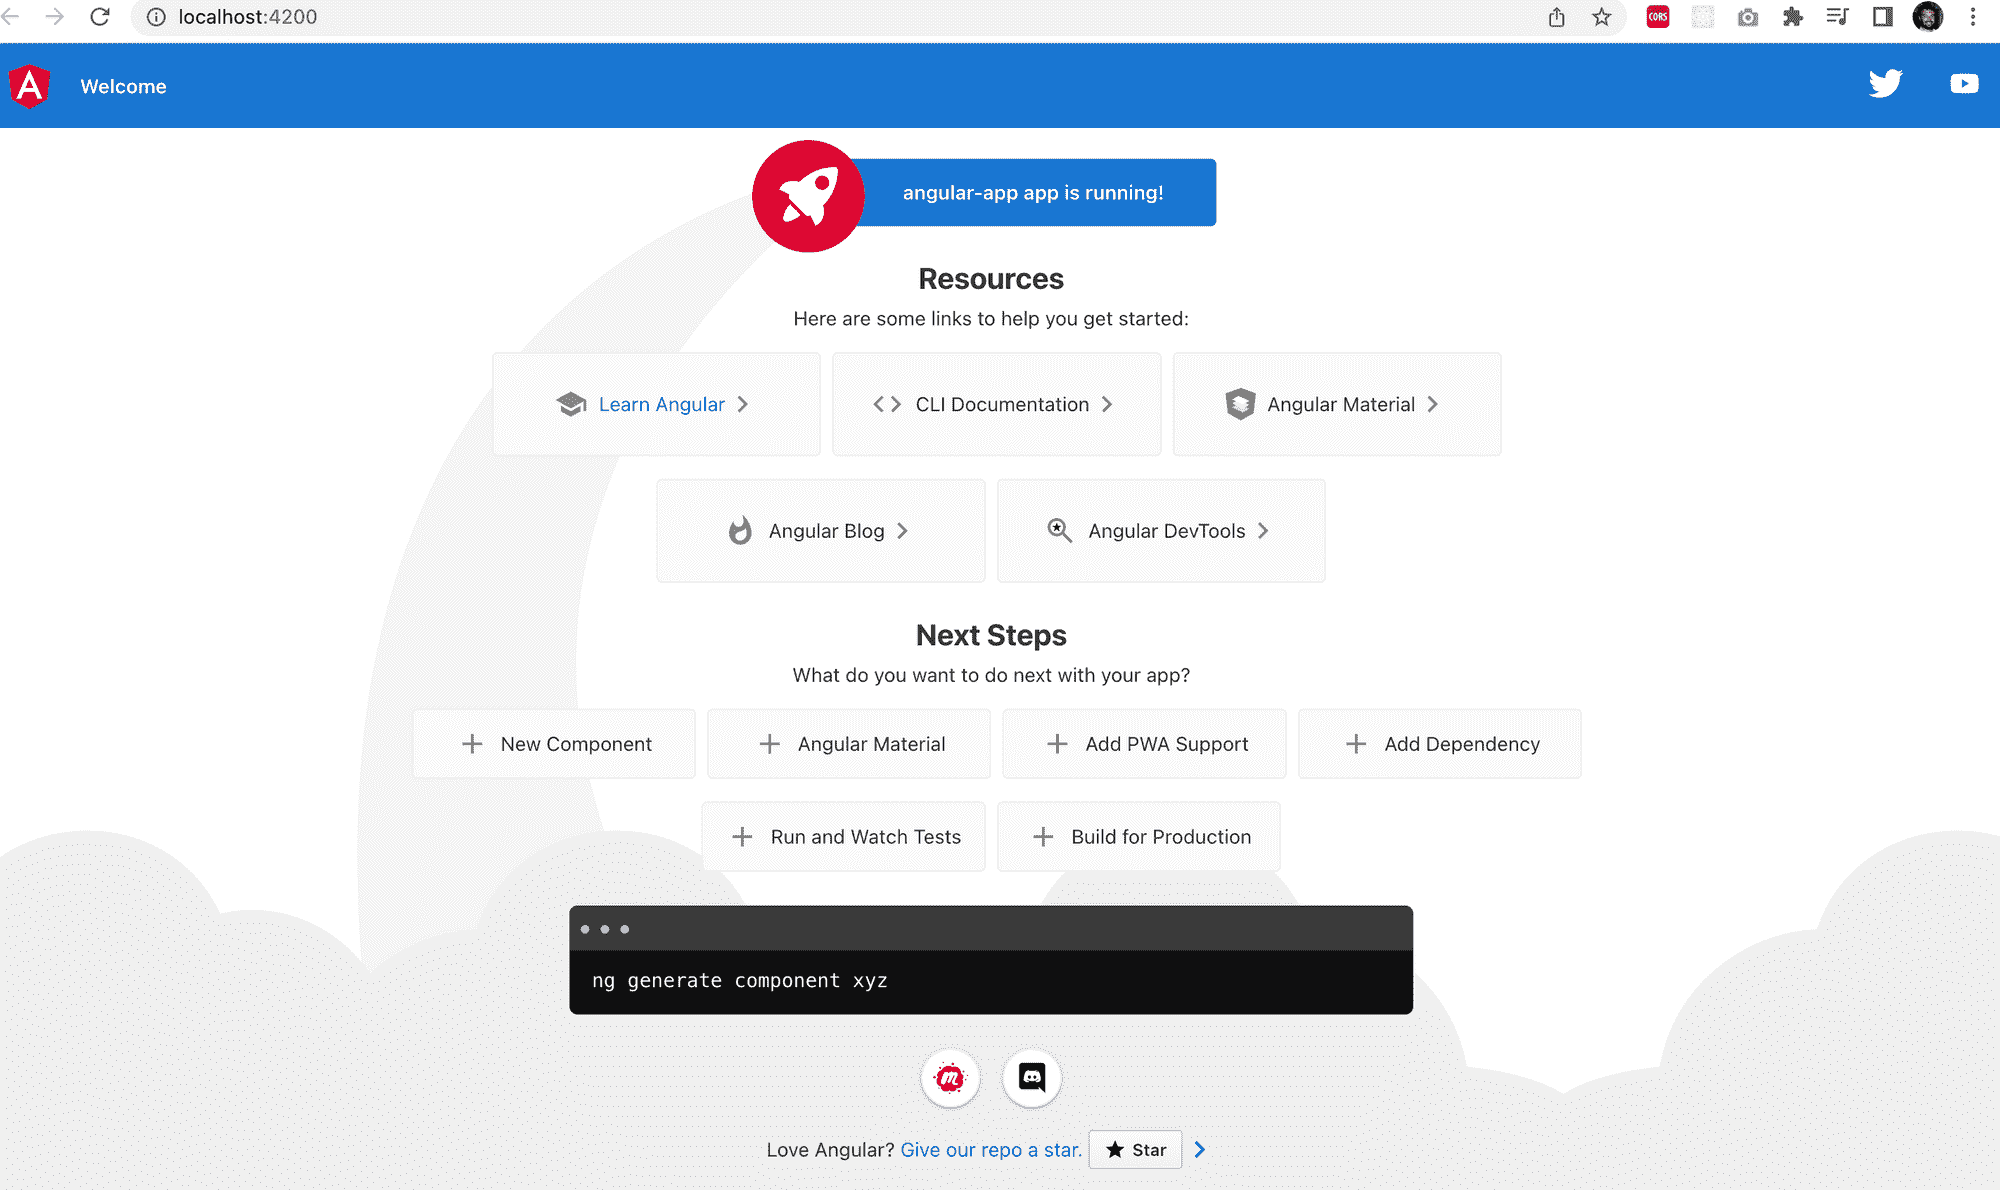 localhost:4200
CORS
Welcome
angular-app app is running!
Resources
Here are some links to help you get started:
Learn Angular
CLI Documentation
Angular Material
Angular Blog
Angular DevTools
Next Steps
What do you want to do next with your app?
New Component
Angular Material
Add PWA Support
Add Dependency
Run and Watch Tests
Build for Production
ng generate component xyz
Love Angular? Give our repo a star. Star